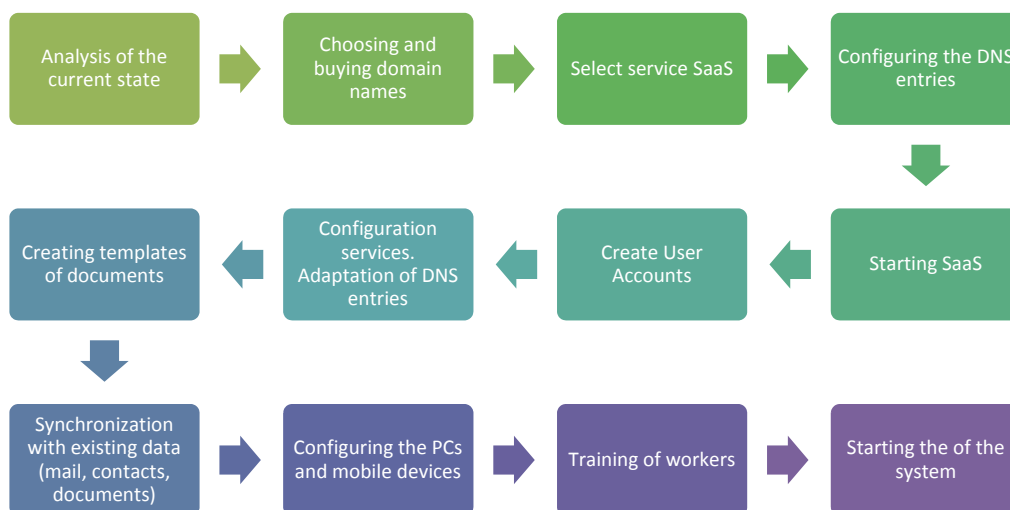 Analysis of the
current state
Choosing and
buying domain
names
Select service SaaS
Configuring the DNS
entries
Starting SaaS
Create User
Accounts
Configuration
services.
Adaptation of DNS
entries
Creating templates
of documents
Synchronization
with existing data
(mail, contacts,
documents)
Configuring the PCs
and mobile devices
Training of workers
Starting the of the
system